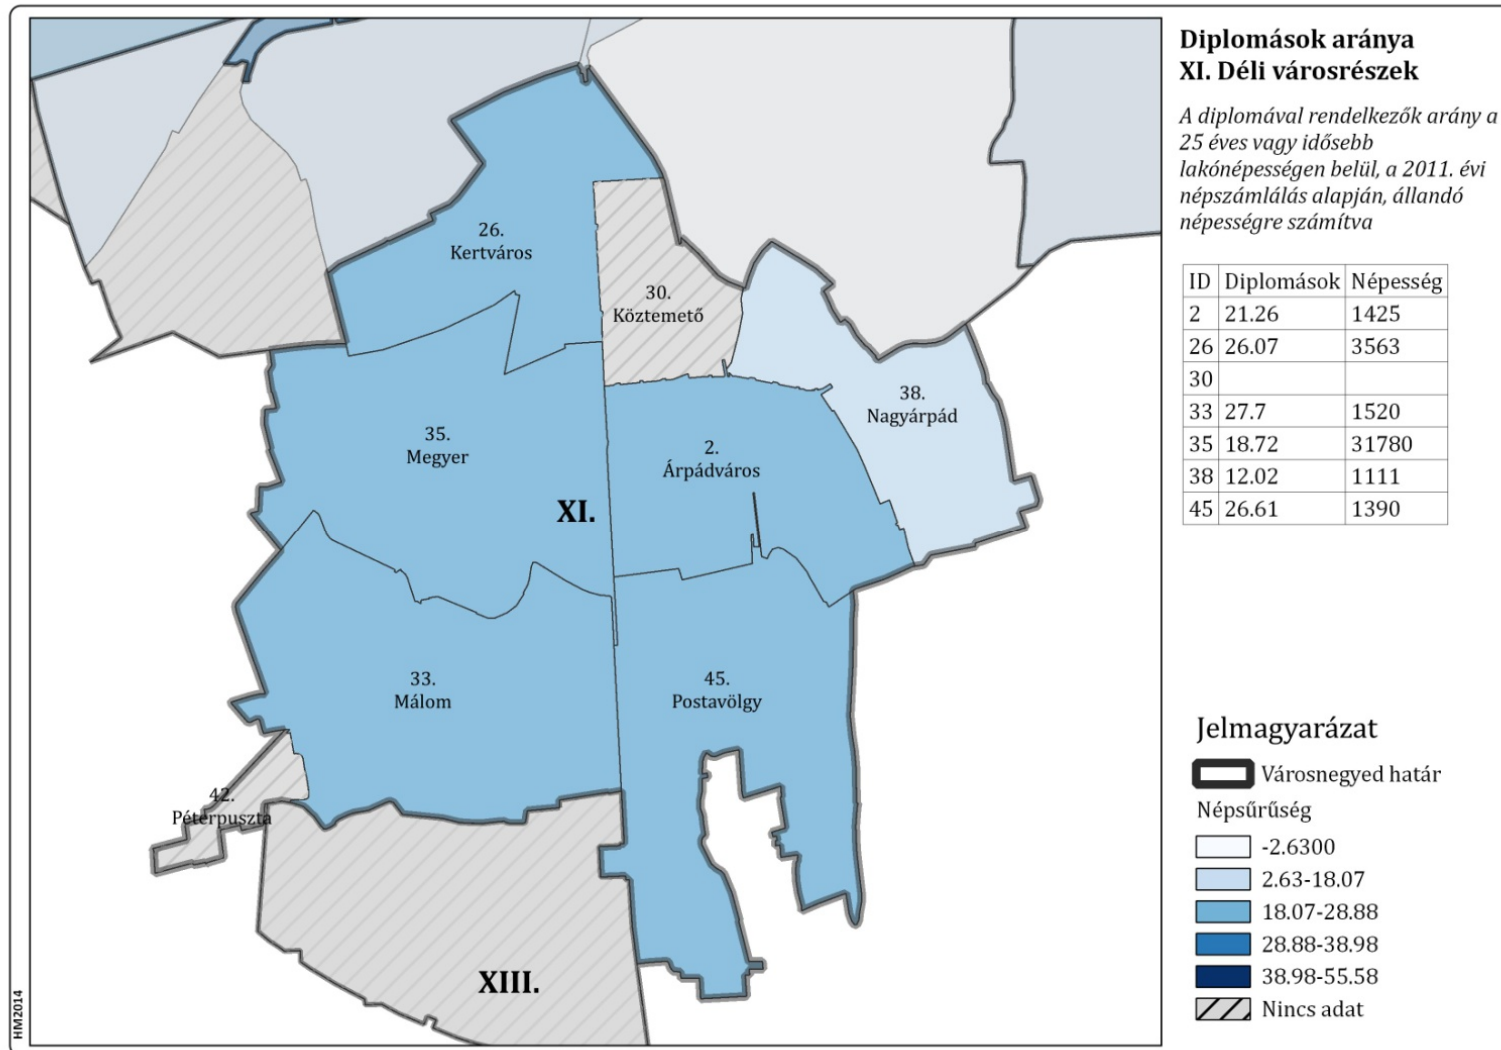 Diplomások aránya
XI. Déli városrészek
A diplomával rendelkezők arány a
25 éves vagy idősebb
lakónépességen belül, a 2011. évi
népszámlálás alapján, állandó
népességre számítva
ID Diplomások Népesség
2 21.26 1425
26 26.07 3563
30
33 27.7 1520
35 18.72 31780
38 12.02 1111
45 26.61 1390
26.
Kertváros
30.
Köztemető
38.
Nagyárpád
35.
Megyer
2.
Árpádváros
XI.
33.
Málom
45.
Postavölgy
42.
Péterpuszta
XIII.
Jelmagyarázat
Városnegyed határ
Népsűrűség
-2.6300
2.63-18.07
18.07-28.88
28.88-38.98
38.98-55.58
Nincs adat
HM2014